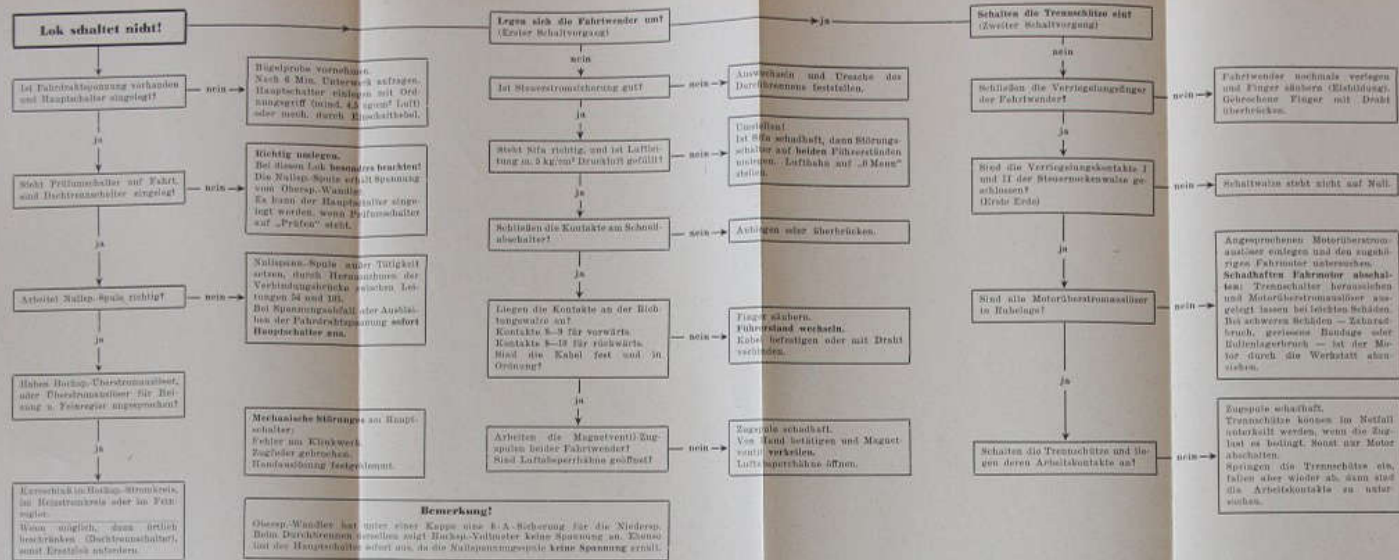 Lok schaltet nicht!
Ist Fahrdrahtspannung vorhanden
und Hauptschalter eingelegt?
nein
Bügelprobe vornehmen.
Nach 6 Min. Unterwerk anfragen.
Hauptschalter einlegen mit Ord-
nungsgriff (mind. 4,5 kg/cm² Luft)
oder mech. durch Einschalthebel.
ja
Steht Prüfumschalter auf Fahrt,
sind Dachtrennschalter eingelegt
nein
Richtig umlegen.
Bei diesen Lok besonders beachten!
Die Nullsp.-Spule erhält Spannung
vom Obersp.-Wandler.
Es kann der Hauptschalter einge-
legt werden, wenn Prüfumschalter
auf „Prüfen" steht.
ja
Arbeitet Nullsp.-Spule richtig?
nein
Nullspann.-Spule außer Tätigkeit
setzen, durch Herausnehmen der
Verbindungsbrücke zwischen Lei-
tungen 54 und 101.
Bei Spannungsabfall oder Ausblei-
ben der Fahrdrahtspannung sofort
Hauptschalter aus.
ja
Haben Hochsp.-Überstromauslöser,
oder Überstromauslöser für Hei-
zung u. Feinregler angesprochen?
ja
Mechanische Störungen am Haupt-
schalter:
Fehler am Klinkwerk.
Zugfeder gebrochen.
Handauslösung festgeklemmt.
Kurzschluß im Hochsp.-Stromkreis,
im Heizstromkreis oder im Fein-
regler.
Wenn möglich, dann örtlich
beschränken (Dachtrennschalter),
sonst Ersatzlok anfordern.
Bemerkung!
Obersp.-Wandler hat unter einer Kappe eine 6-A-Sicherung für die Niedersp.
Beim Durchbrennen derselben zeigt Hochsp.-Voltmeter keine Spannung an. Ebenso
löst der Hauptschalter sofort aus, da die Nullspannungsspule keine Spannung erhält.
Legen sich die Fahrtwender um?
(Erster Schaltvorgang)
ja
nein
Ist Steuerstromsicherung gut?
nein
Auswechseln und Ursache des
Durchbrennens feststellen.
ja
Steht Sifa richtig, und ist Luftlei-
tung m. 5 kg/cm² Druckluft gefüllt?
nein
Umstellen!
Ist Sifa schadhaft, dann Störungs-
schalter auf beiden Führerständen
umlegen. Lufthahn auf „0 Mann"
stellen.
ja
Schließen die Kontakte am Schnell-
abschalter?
nein
Anbiegen oder überbrücken.
ja
Liegen die Kontakte an der Rich-
tungswalze an?
Kontakte 8—9 für vorwärts
Kontakte 8—10 für rückwärts
Sind die Kabel fest und in
Ordnung?
nein
Finger säubern.
Führerstand wechseln.
Kabel befestigen oder mit Draht
verbinden.
ja
Arbeiten die Magnetventil-Zug-
spulen beider Fahrtwender?
Sind Luftabsperrhähne geöffnet?
nein
Zugspule schadhaft.
Von Hand betätigen und Magnet-
ventil verkeilen.
Luftabsperrhähne öffnen.
Schalten die Trennschütze ein?
(Zweiter Schaltvorgang)
nein
Schließen die Verriegelungsfinger
der Fahrtwender?
nein
Fahrtwender nochmals verlegen
und Finger säubern (Eisbildung).
Gebrochene Finger mit Draht
überbrücken.
ja
Sind die Verriegelungskontakte I
und II der Steuernockenwalze ge-
schlossen?
(Erste Erde)
nein
Schaltwalze steht nicht auf Null.
ja
Sind alle Motorüberstromauslöser
in Ruhelage?
nein
Angesprochenen Motorüberstrom-
auslöser einlegen und den zugehö-
rigen Fahrmotor untersuchen.
Schadhaften Fahrmotor abschal-
ten: Trennschalter herausziehen
und Motorüberstromauslöser aus-
gelegt lassen bei leichten Schäden.
Bei schweren Schäden — Zahnrad-
bruch, gerissene Bandage oder
Rollenlagerbruch — ist der Mo-
tor durch die Werkstatt abzu-
ziehen.
ja
Schalten die Trennschütze und lie-
gen deren Arbeitskontakte an?
nein
Zugspule schadhaft.
Trennschütze können im Notfall
unterkeilt werden, wenn die Zug-
last es bedingt. Sonst nur Motor
abschalten.
Springen die Trennschütze ein,
fallen aber wieder ab, dann sind
die Arbeitskontakte zu unter-
suchen.